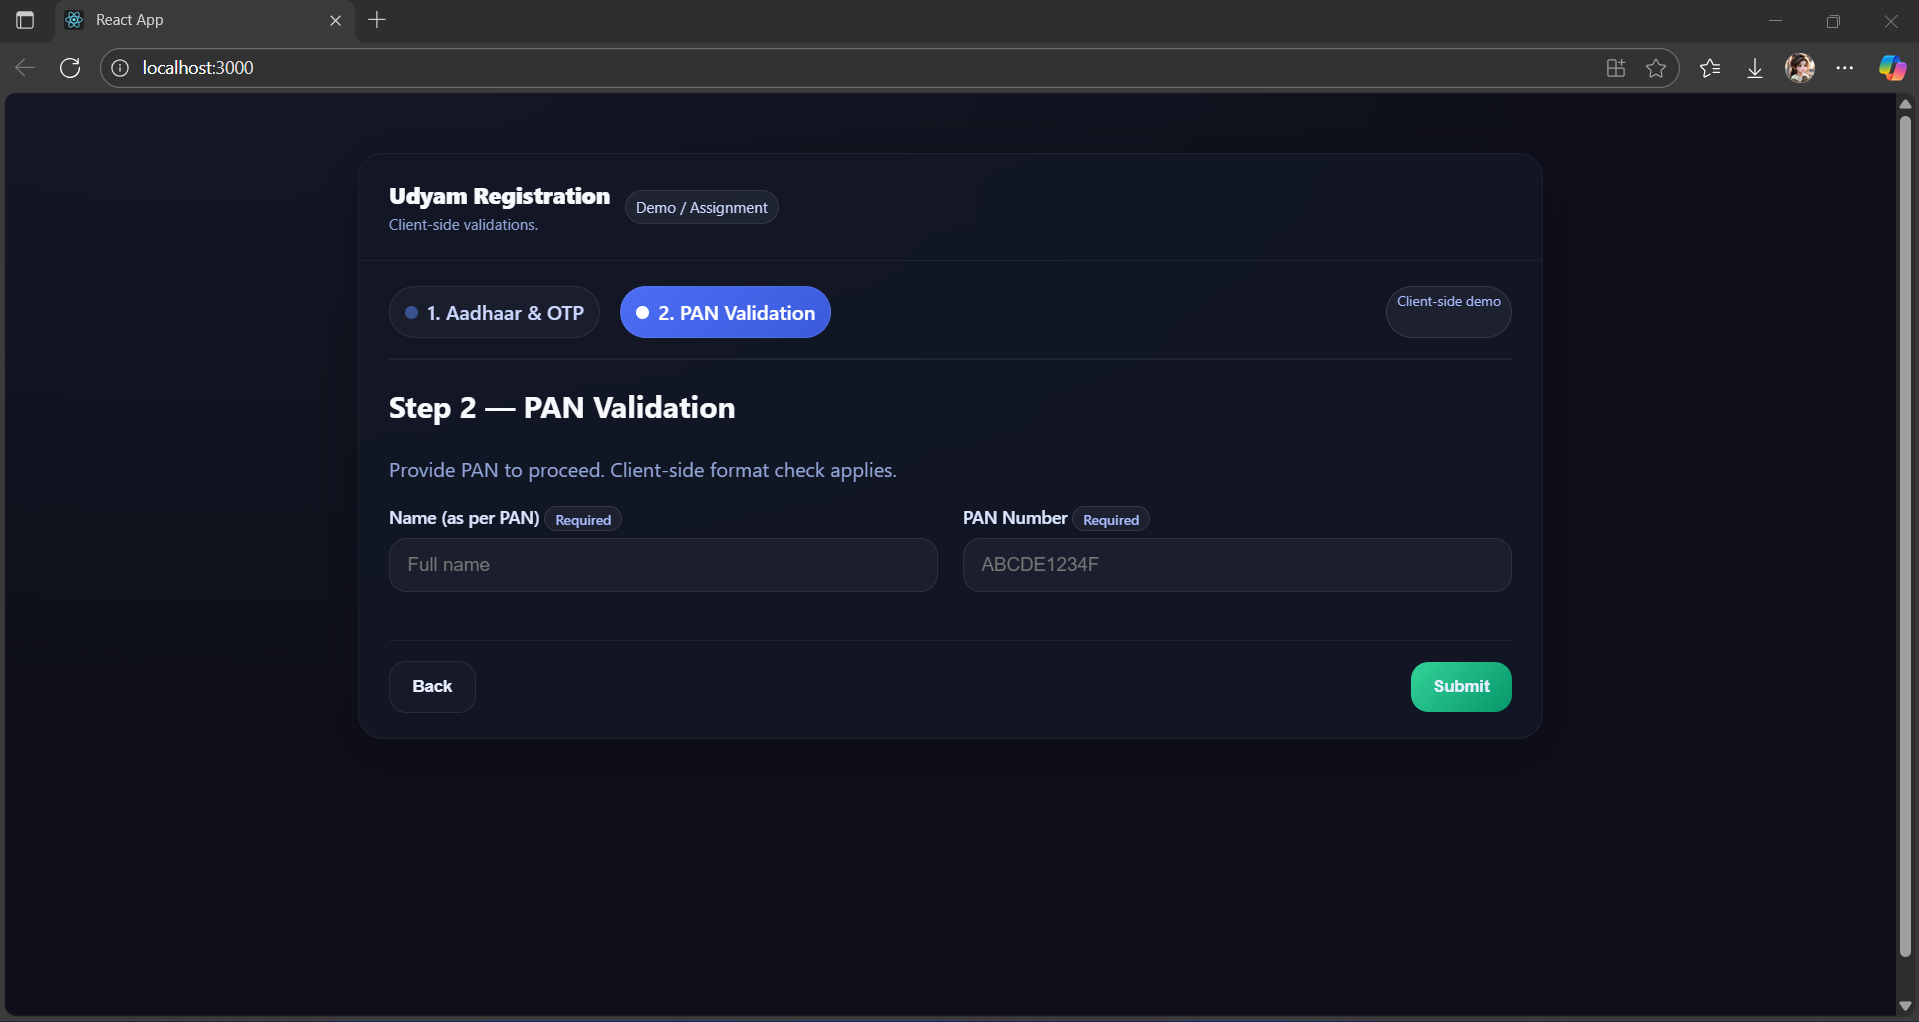 React App
localhost:3000
Udyam Registration
Demo / Assignment
Client-side validations.
1. Aadhaar & OTP
2. PAN Validation
Client-side demo
Step 2 — PAN Validation
Provide PAN to proceed. Client-side format check applies.
Name (as per PAN) Required
Full name
PAN Number Required
ABCDE1234F
Back
Submit